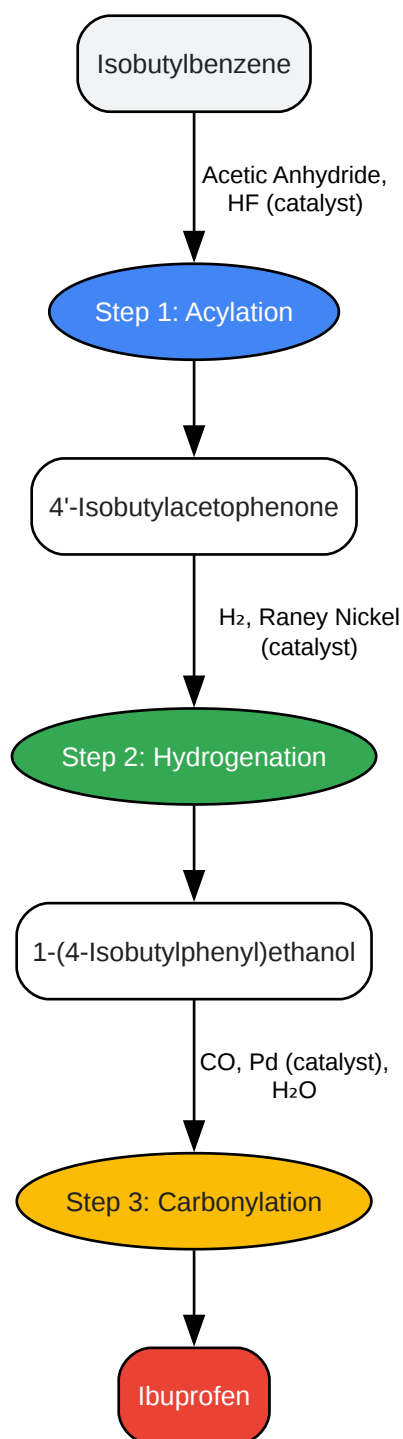 Isobutylbenzene
Acetic Anhydride,
HF (catalyst)
Step 1: Acylation
4'-Isobutylacetophenone
H₂, Raney Nickel
(catalyst)
Step 2: Hydrogenation
1-(4-Isobutylphenyl)ethanol
CO, Pd (catalyst),
H₂O
Step 3: Carbonylation
Ibuprofen